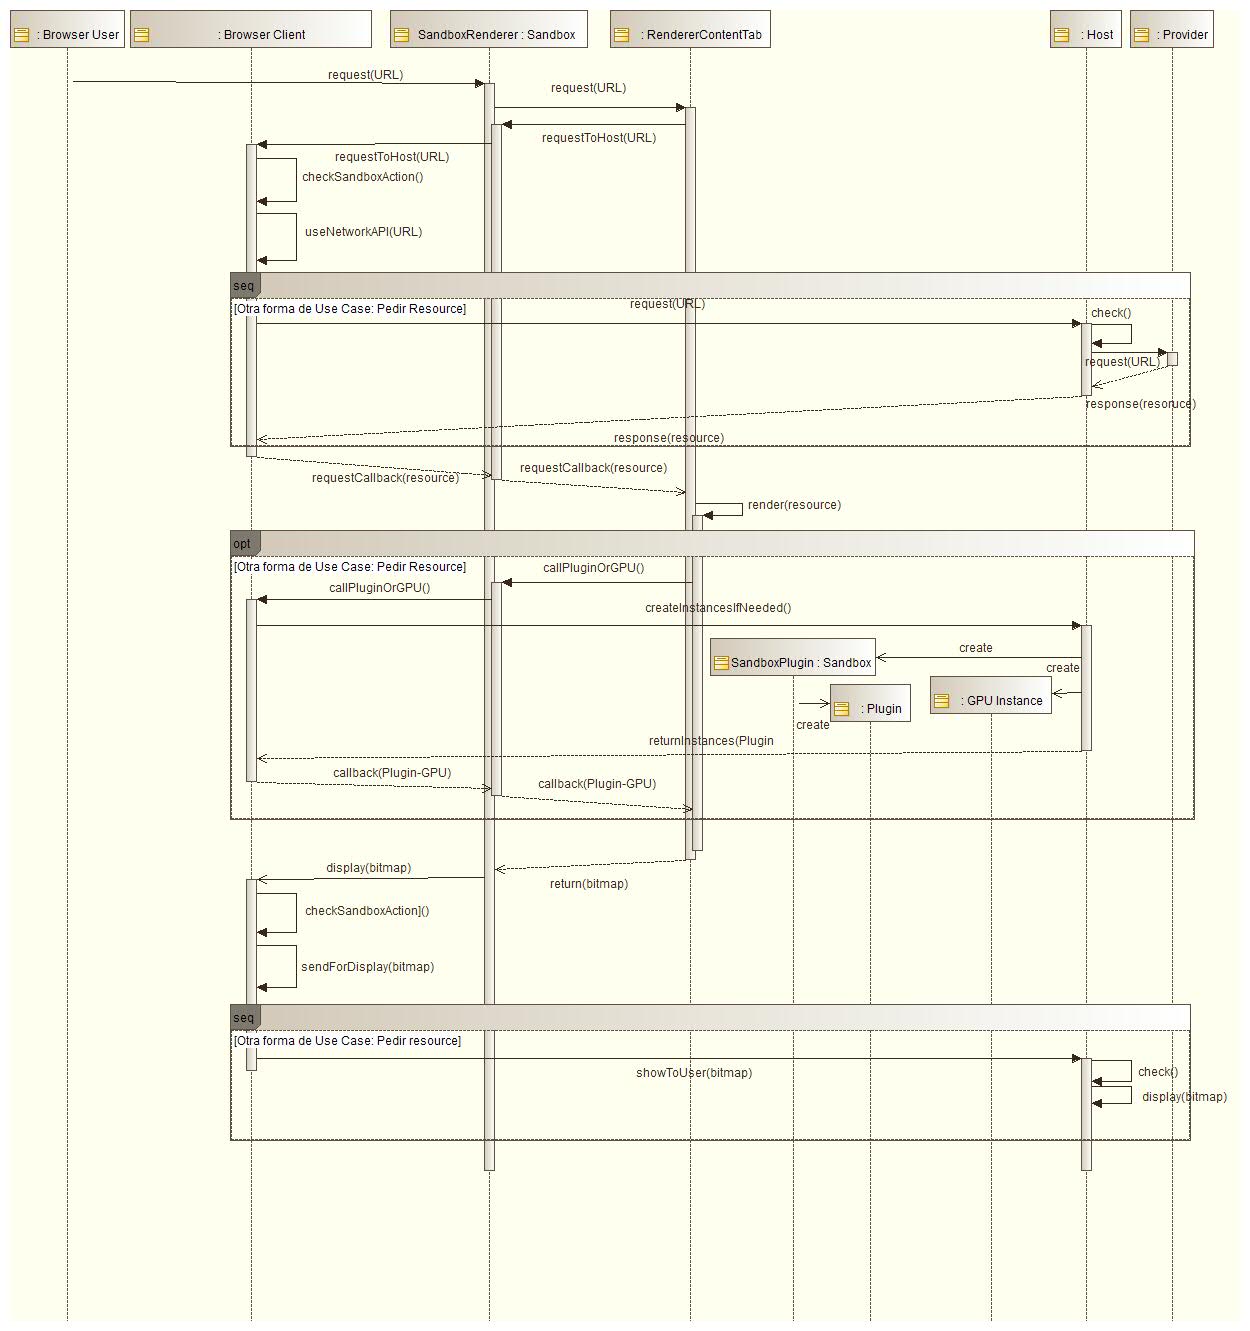 : Browser User
: Browser Client
SandboxRenderer : Sandbox
: RendererContentTab
: Host
: Provider
request(URL)
request(URL)
requestToHost(URL)
requestToHost(URL)
checkSandboxAction()
useNetworkAPI(URL)
seq
request(URL)
[Otra forma de Use Case: Pedir Resource]
check()
request(URL)
response(resoruce)
response(resource)
requestCallback(resource)
requestCallback(resource)
render(resource)
opt
[Otra forma de Use Case: Pedir Resource]
callPluginOrGPU()
callPluginOrGPU()
createInstancesIfNeeded()
create
SandboxPlugin : Sandbox
create
: GPU Instance
: Plugin
create
returnInstances(Plugin
callback(Plugin-GPU)
callback(Plugin-GPU)
display(bitmap)
return(bitmap)
checkSandboxAction]()
sendForDisplay(bitmap)
seq
[Otra forma de Use Case: Pedir resource]
showToUser(bitmap)
check()
display(bitmap)